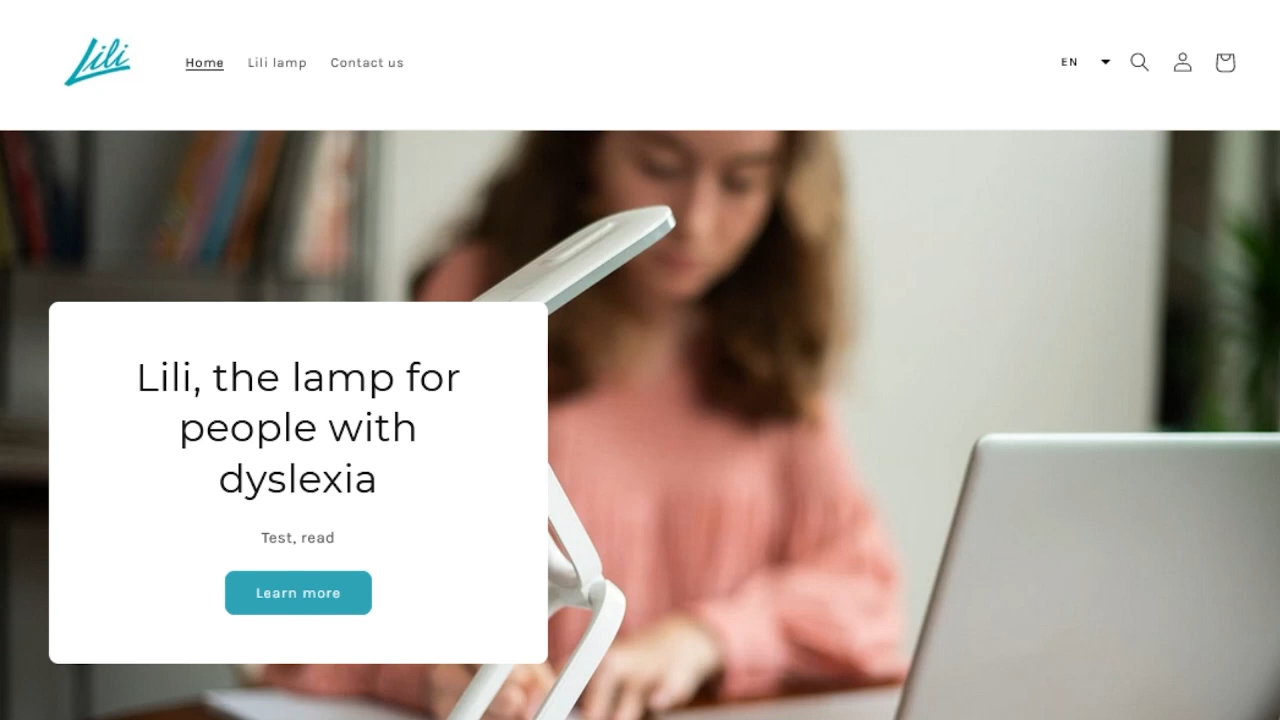 Lili
Home Lili lamp Contact us
EN
Lili, the lamp for
people with
dyslexia
Test, read
Learn more